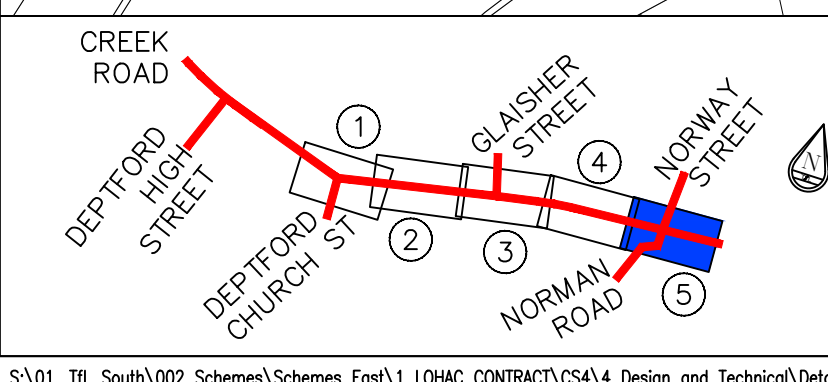 CREEK
ROAD
DEPTFORD
HIGH
STREET
1
DEPTFORD
CHURCH ST
2
GLAISHER
STREET
3
4
NORWAY
STREET
NORMAN
ROAD
5
N
S:\01 TfL South\002 Schemes\Schemes East\1 LOHAC CONTRACT\CS4\4 Design and Technical\Deta